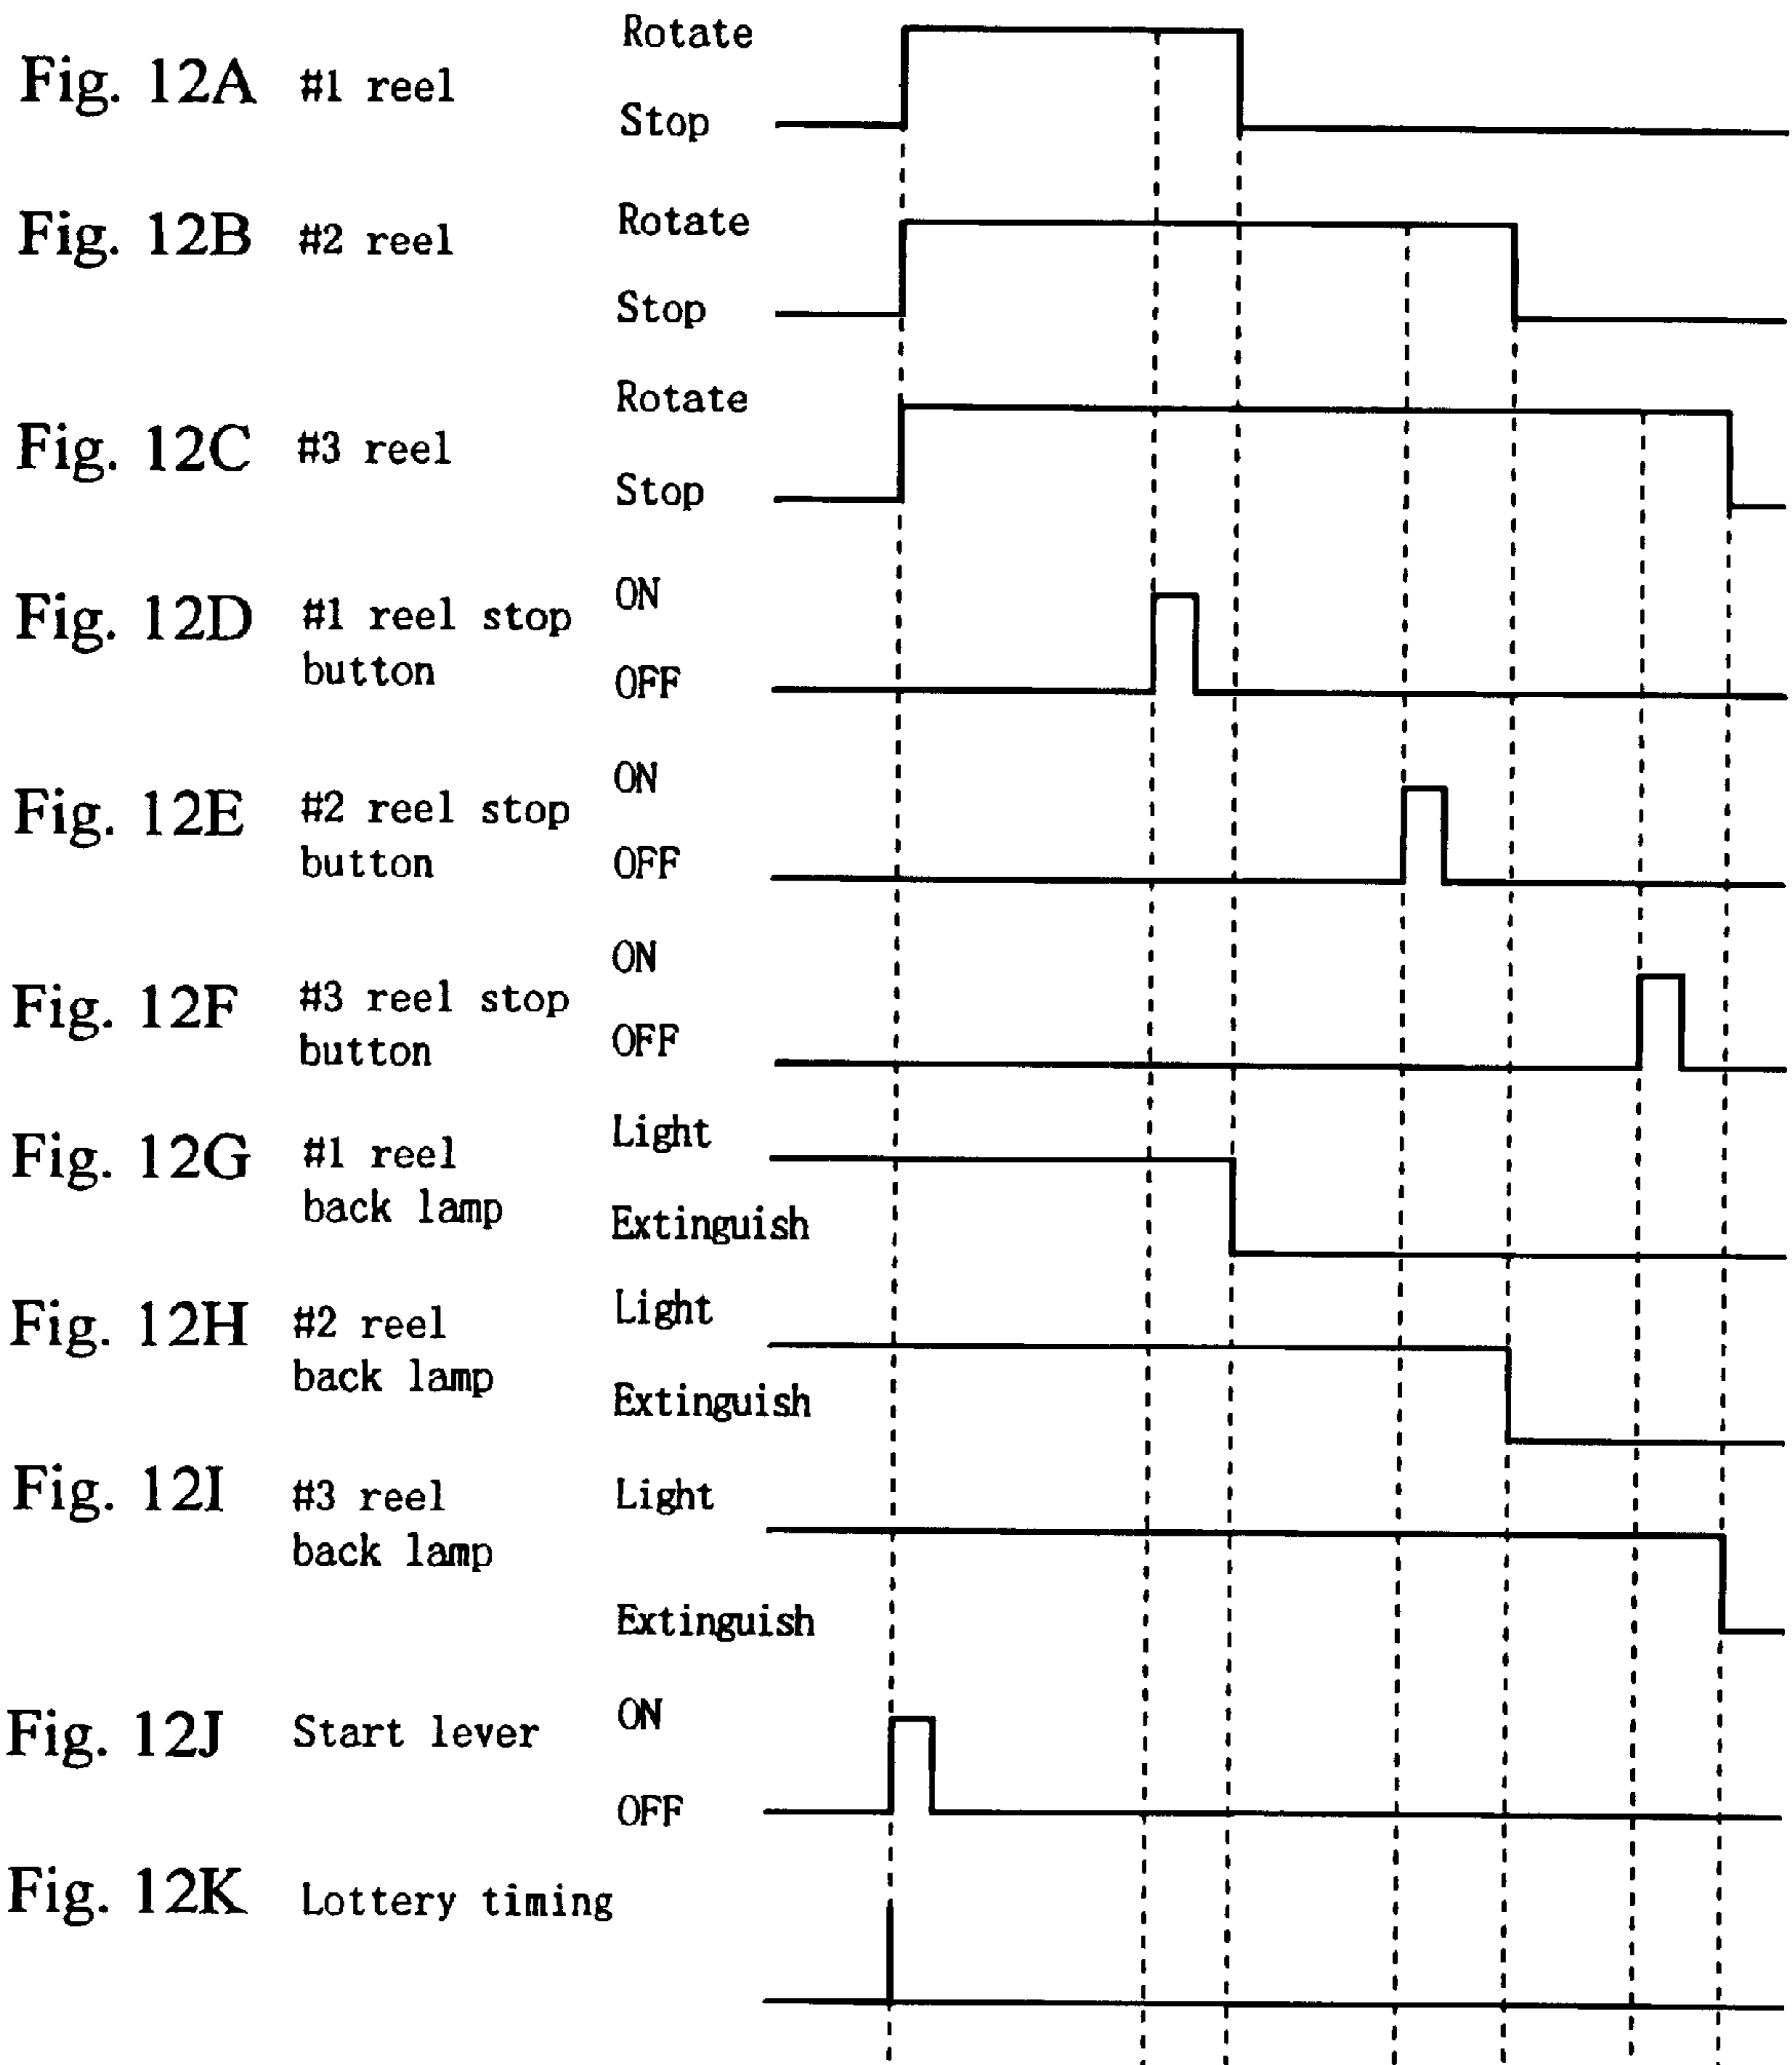 Fig. 12A #1 reel
Rotate
Stop
Fig. 12B #2 reel
Rotate
Stop
Fig. 12C #3 reel
Rotate
Stop
Fig. 12D #1 reel stop
button
ON
OFF
Fig. 12E #2 reel stop
button
ON
OFF
Fig. 12F #3 reel stop
button
ON
OFF
Fig. 12G #1 reel
back lamp
Light
Extinguish
Fig. 12H #2 reel
back lamp
Light
Extinguish
Fig. 12I #3 reel
back lamp
Light
Extinguish
Fig. 12J Start lever
ON
OFF
Fig. 12K Lottery timing